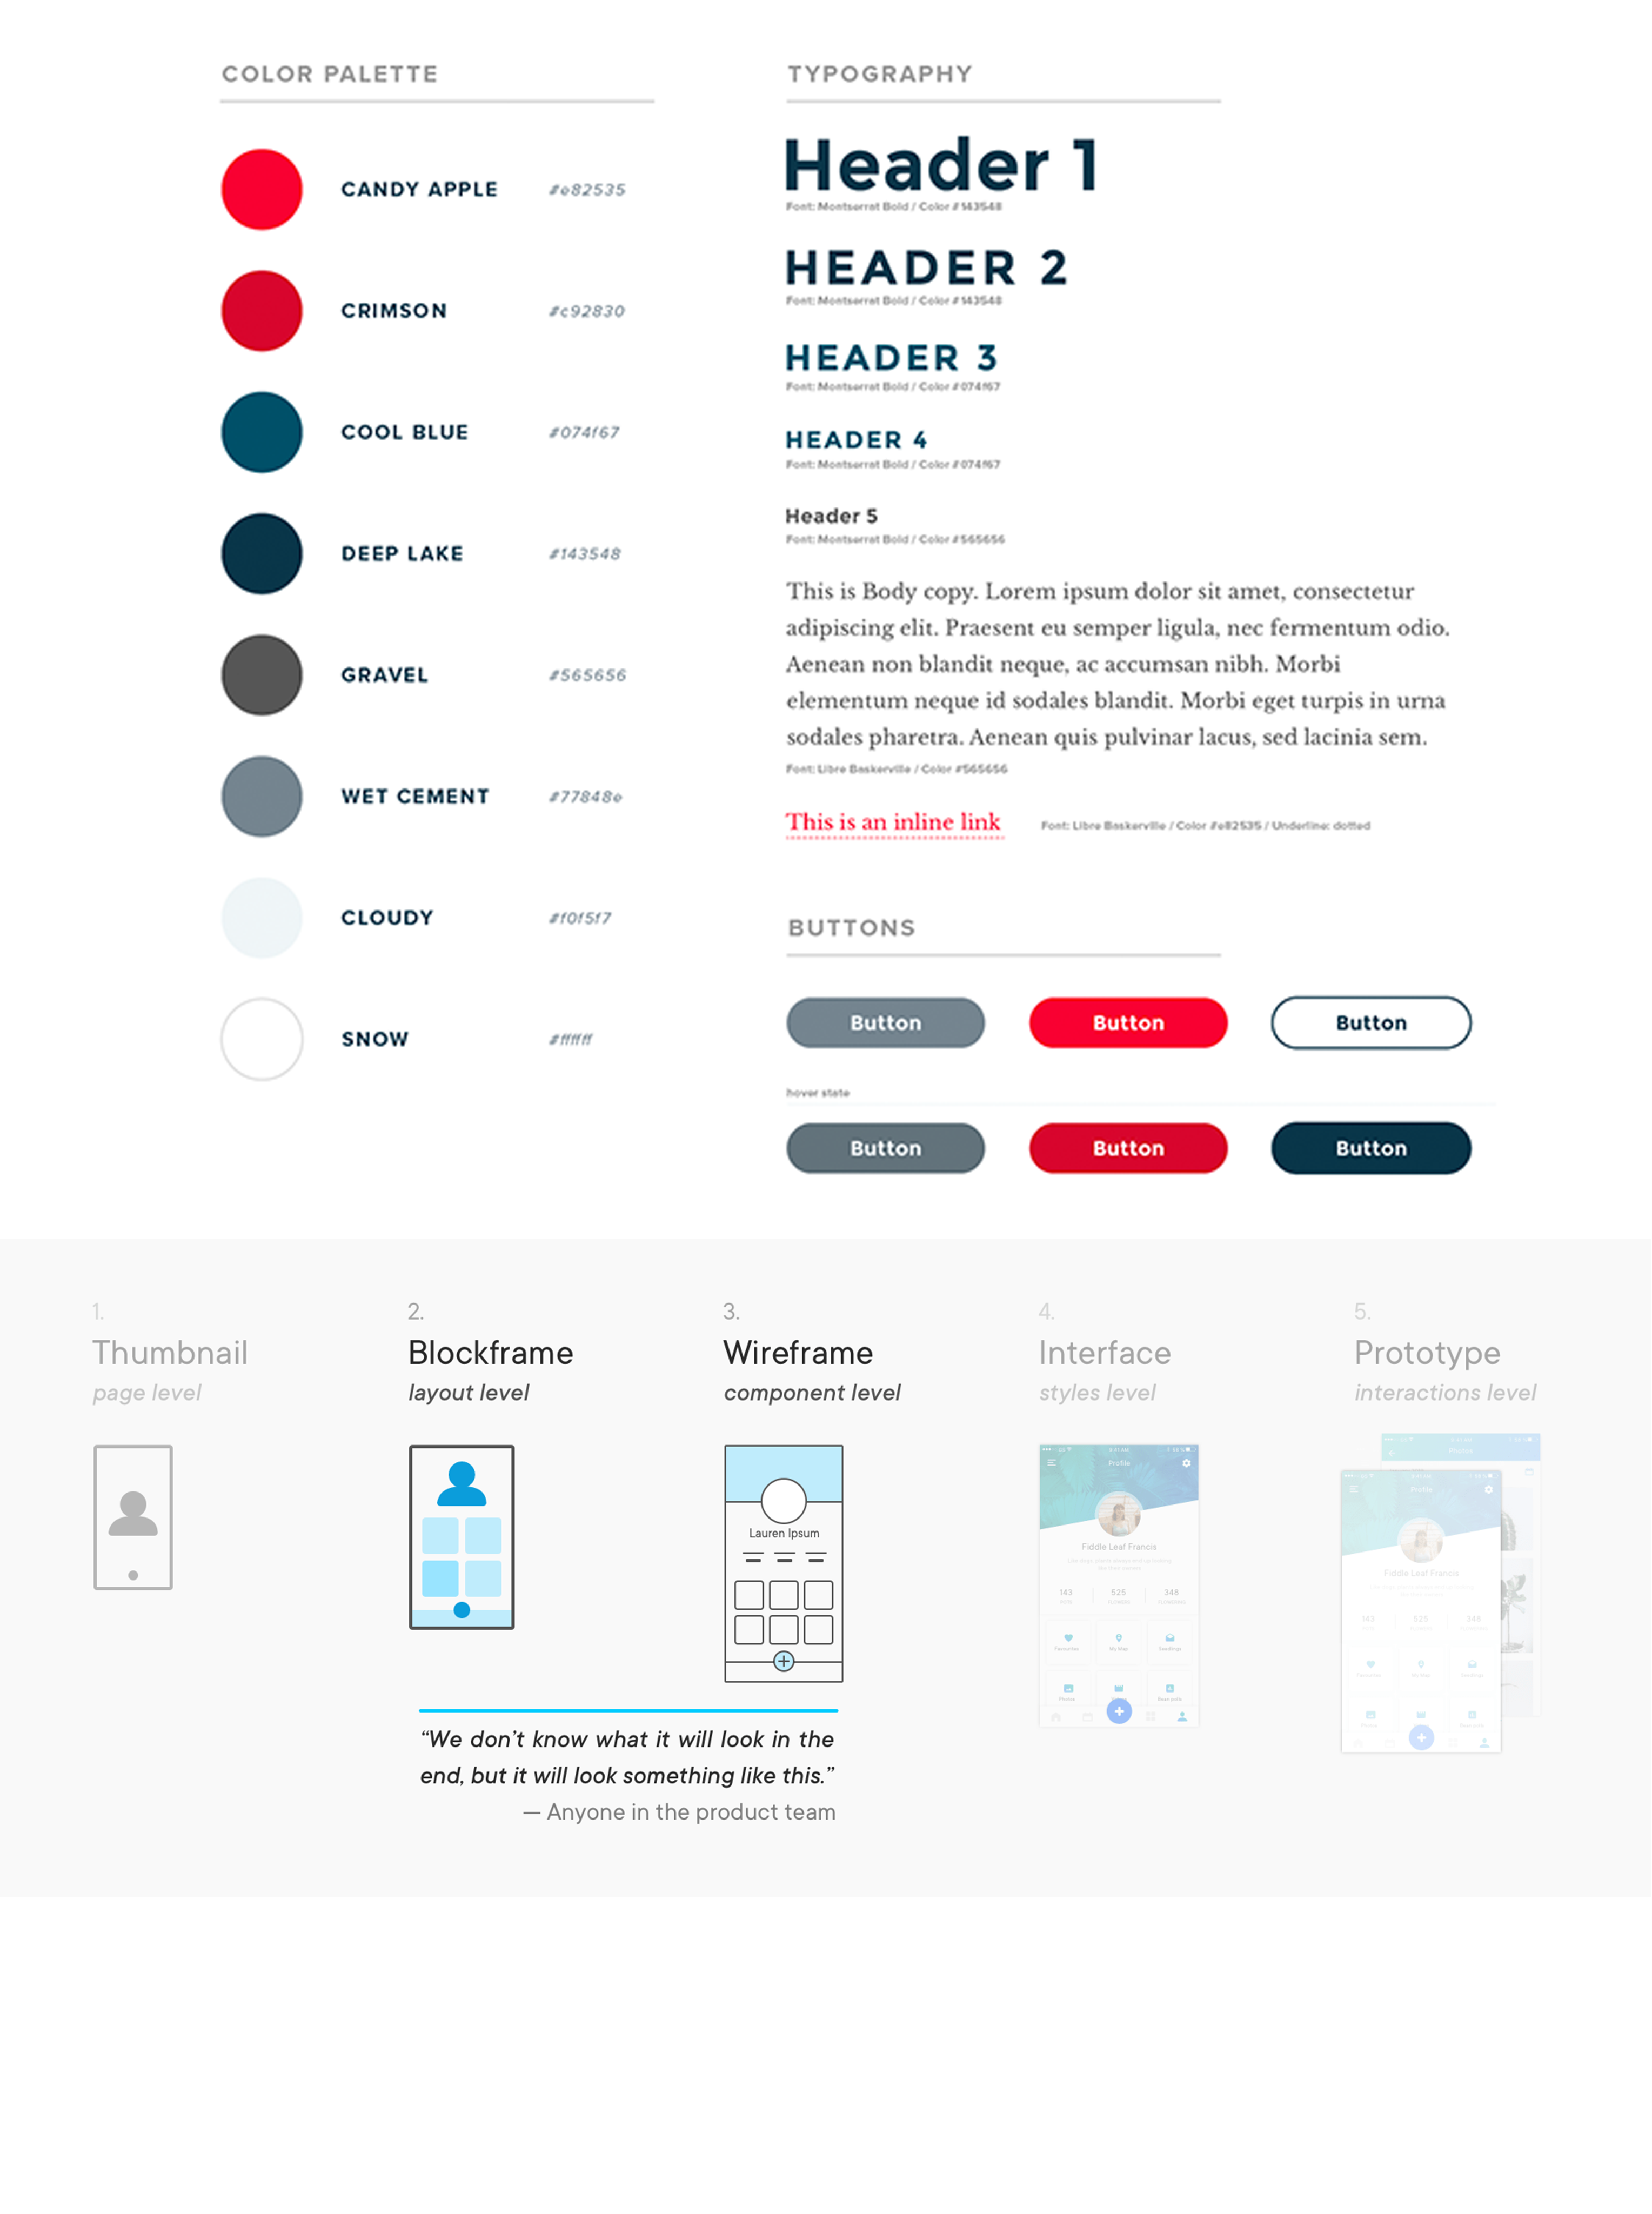 COLOR PALETTE
CANDY APPLE #e82535
CRIMSON #c92830
COOL BLUE #074f67
DEEP LAKE #143548
GRAVEL #565656
WET CEMENT #77848e
CLOUDY #f0f5f7
SNOW #ffffff
TYPOGRAPHY
Header 1
Font: Montserrat Bold / Color #143548
HEADER 2
Font: Montserrat Bold / Color #143548
HEADER 3
Font: Montserrat Bold / Color #074f67
HEADER 4
Font: Montserrat Bold / Color #074f67
Header 5
Font: Montserrat Bold / Color #565656
This is Body copy. Lorem ipsum dolor sit amet, consectetur
adipiscing elit. Praesent eu semper ligula, nec fermentum odio.
Aenean non blandit neque, ac accumsan nibh. Morbi
elementum neque id sodales blandit. Morbi eget turpis in urna
sodales pharetra. Aenean quis pulvinar lacus, sed lacinia sem.
Font: Libre Baskerville / Color #565656
This is an inline link Font: Libre Baskerville / Color #e82535 / Underline: dotted
BUTTONS
Button Button Button
hover state
Button Button Button
1.
Thumbnail
page level
2.
Blockframe
layout level
3.
Wireframe
component level
Lauren Ipsum
“We don’t know what it will look in the
end, but it will look something like this.”
— Anyone in the product team
4.
Interface
styles level
Profile
Fiddle Leaf Francis
143 525 348
Favourites My Map Seedlings
Photos
5.
Prototype
interactions level
Photos
Profile
Fiddle Leaf Francis
143 525 348